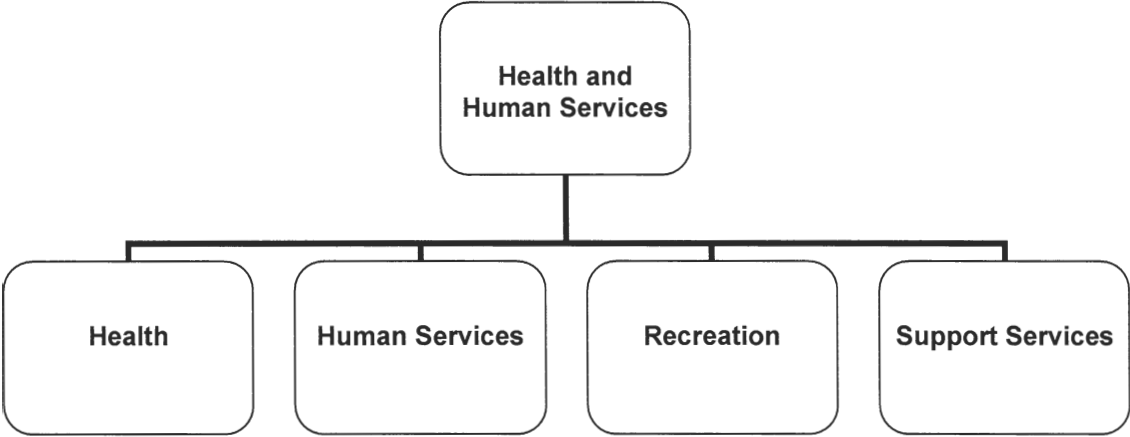 Health and
Human Services
Health
Human Services
Recreation
Support Services